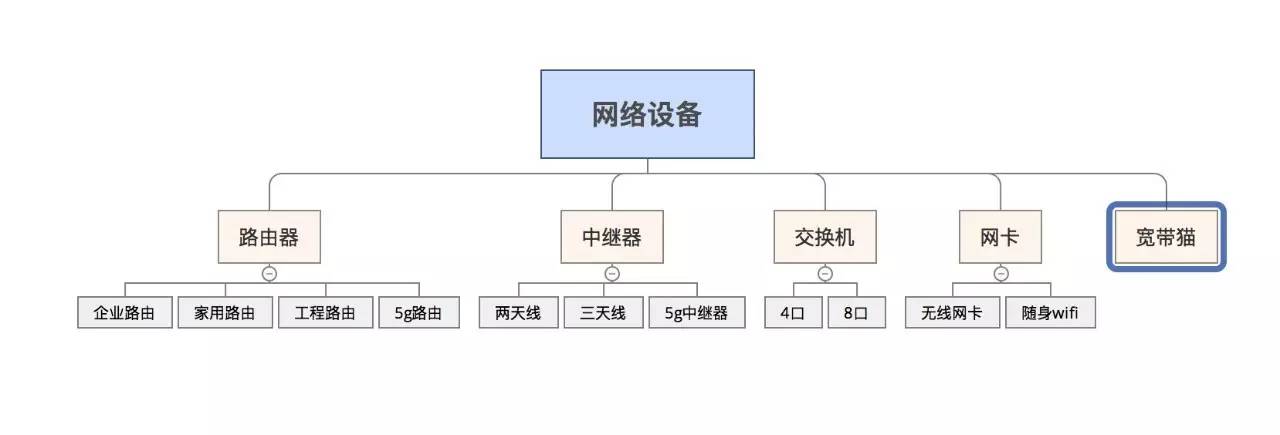 网络设备
路由器
中继器
交换机
网卡
宽带猫
企业路由
家用路由
工程路由
5g路由
两天线
三天线
5g中继器
4口
8口
无线网卡
随身wifi